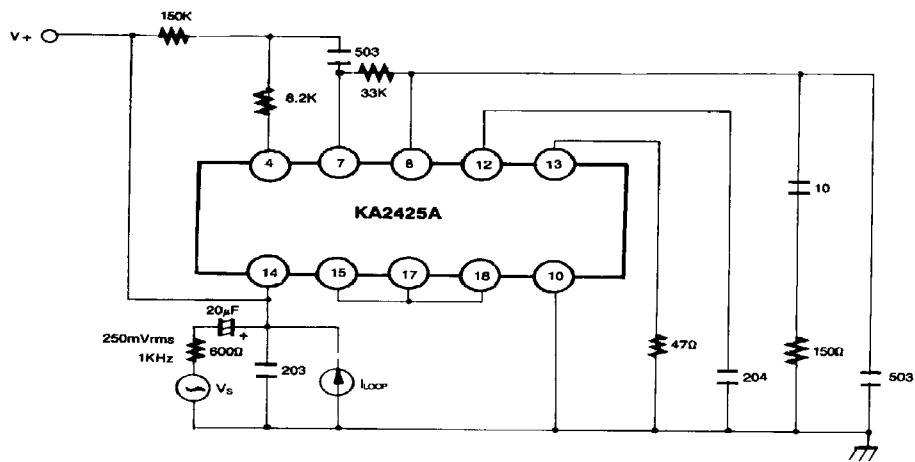 150K
V+
503
33K
8.2K
4
7
8
12
13
10
KA2425A
14
15
17
18
10
20µF
+
250mVrms
1KHz
600Ω
203
VS
ILOOP
47Ω
204
150Ω
503